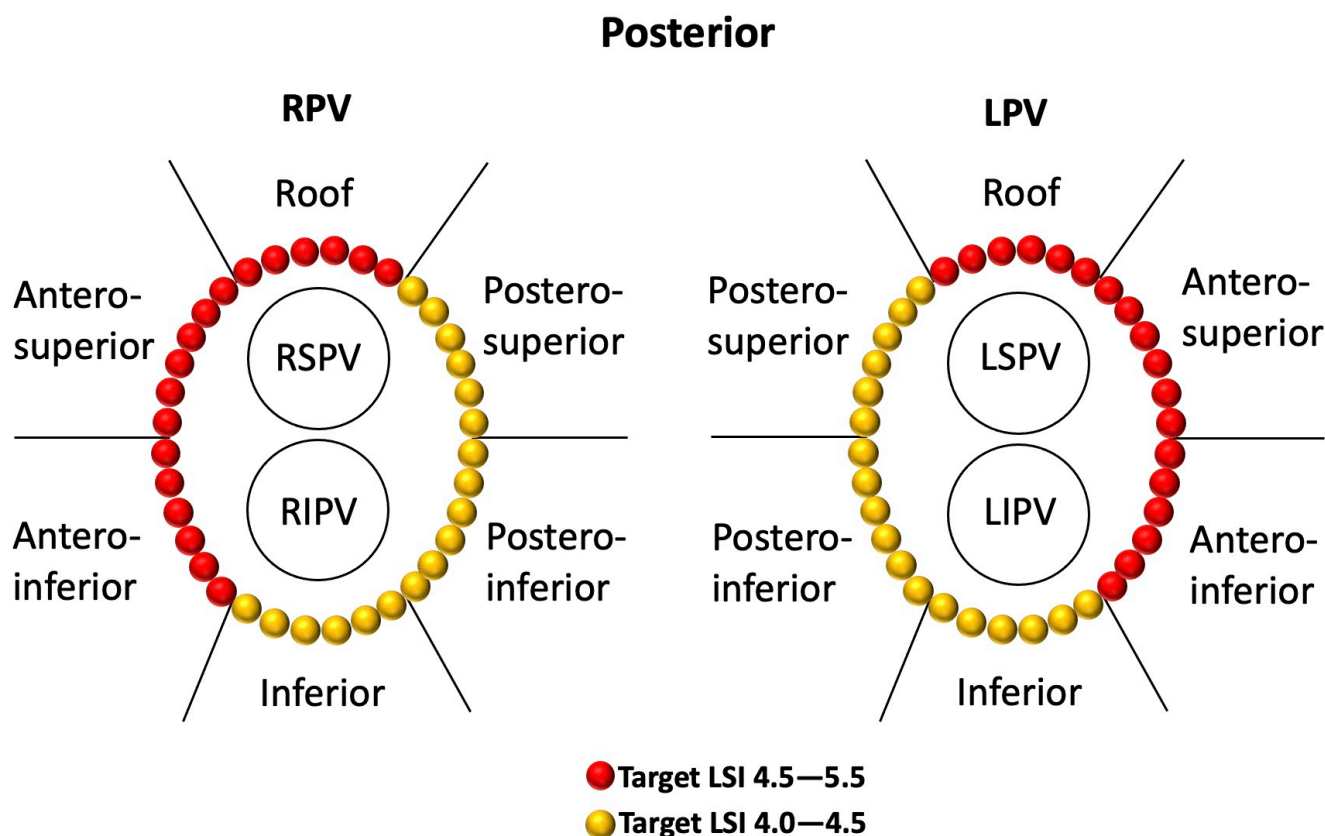 Posterior
RPV
LPV
Roof
Roof
Antero-
superior
Postero-
superior
Postero-
superior
Antero-
superior
RSPV
LSPV
RIPV
LIPV
Antero-
inferior
Postero-
inferior
Postero-
inferior
Antero-
inferior
Inferior
Inferior
Target LSI 4.5—5.5
Target LSI 4.0—4.5